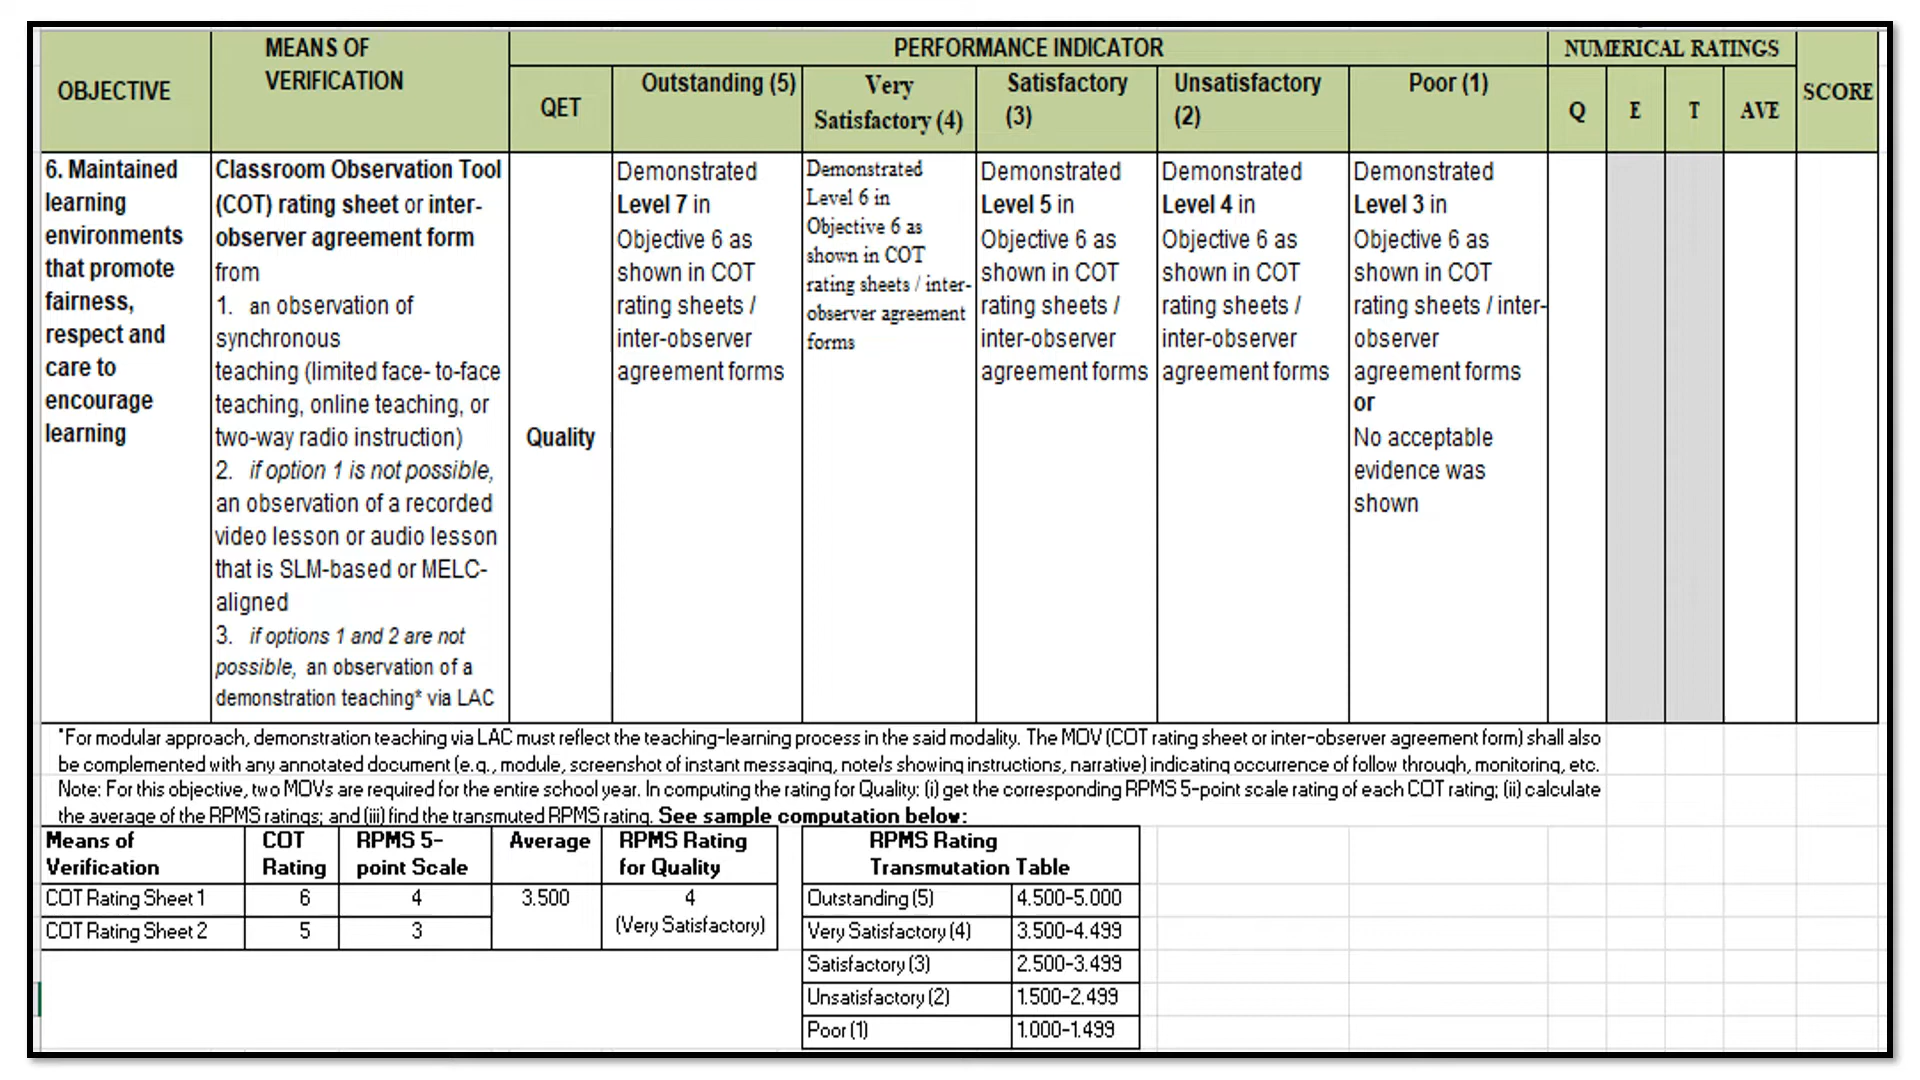 OBJECTIVE
MEANS OF
VERIFICATION
PERFORMANCE INDICATOR
NUMERICAL RATINGS
SCORE
QET
Outstanding (5)
Very
Satisfactory (4)
Satisfactory
(3)
Unsatisfactory
(2)
Poor (1)
Q
E
T
AVE
6. Maintained
learning
environments
that promote
fairness,
respect and
care to
encourage
learning
Classroom Observation Tool
(COT) rating sheet or inter-
observer agreement form
from
1. an observation of
synchronous
teaching (limited face- to-face
teaching, online teaching, or
two-way radio instruction)
2. if option 1 is not possible,
an observation of a recorded
video lesson or audio lesson
that is SLM-based or MELC-
aligned
3. if options 1 and 2 are not
possible, an observation of a
demonstration teaching* via LAC
Quality
Demonstrated
Level 7 in
Objective 6 as
shown in COT
rating sheets /
inter-observer
agreement forms
Demonstrated
Level 6 in
Objective 6 as
shown in COT
rating sheets / inter-
observer agreement
forms
Demonstrated
Level 5 in
Objective 6 as
shown in COT
rating sheets /
inter-observer
agreement forms
Demonstrated
Level 4 in
Objective 6 as
shown in COT
rating sheets /
inter-observer
agreement forms
Demonstrated
Level 3 in
Objective 6 as
shown in COT
rating sheets / inter-
observer
agreement forms
or
No acceptable
evidence was
shown
*For modular approach, demonstration teaching via LAC must reflect the teaching-learning process in the said modality. The MOV (COT rating sheet or inter-observer agreement form) shall also
be complemented with any annotated document (e.g., module, screenshot of instant messaging, note/s showing instructions, narrative) indicating occurrence of follow through, monitoring, etc.
Note: For this objective, two MOVs are required for the entire school year. In computing the rating for Quality: (i) get the corresponding RPMS 5-point scale rating of each COT rating; (ii) calculate
the average of the RPMS ratings; and (iii) find the transmuted RPMS rating. See sample computation below:
Means of
Verification
COT
Rating
RPMS 5-
point Scale
Average
RPMS Rating
for Quality
COT Rating Sheet 1
6
4
3.500
4
(Very Satisfactory)
COT Rating Sheet 2
5
3
RPMS Rating
Transmutation Table
Outstanding (5)
4.500-5.000
Very Satisfactory (4)
3.500-4.499
Satisfactory (3)
2.500-3.499
Unsatisfactory (2)
1.500-2.499
Poor (1)
1.000-1.499